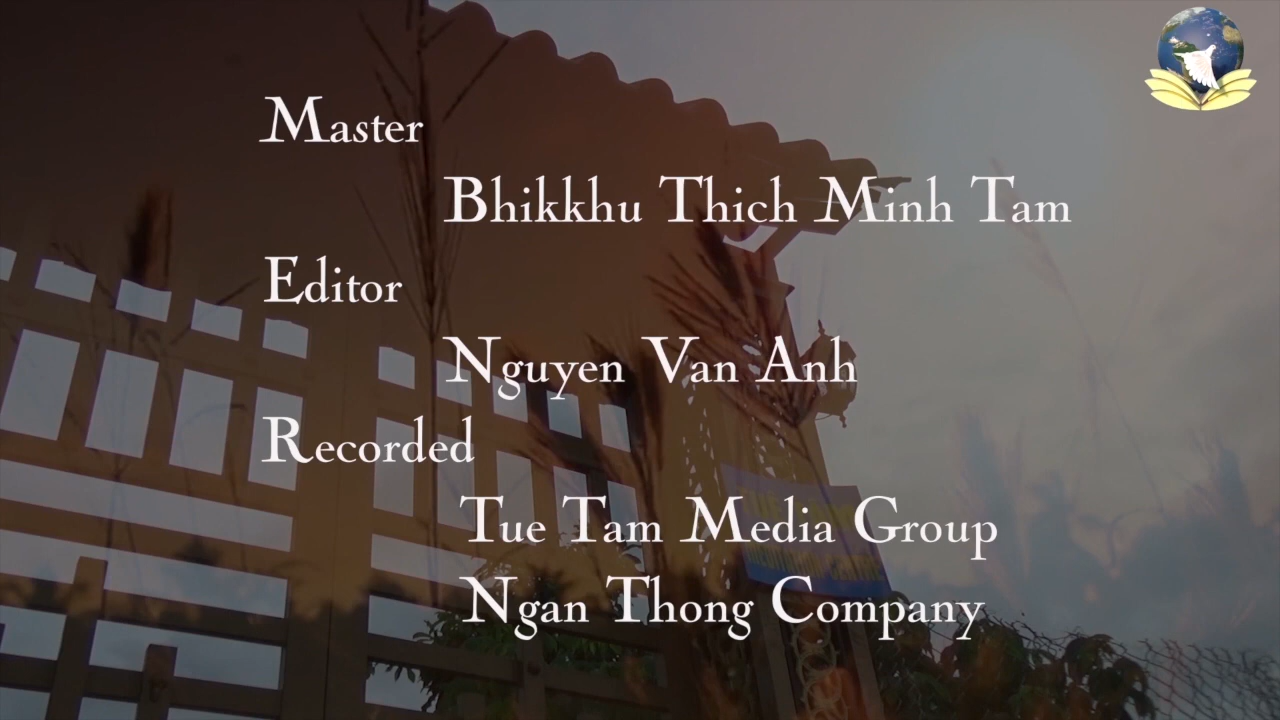 Master
Bhikkhu Thich Minh Tam
Editor
Nguyen Van Anh
Recorded
Tue Tam Media Group
Ngan Thong Company